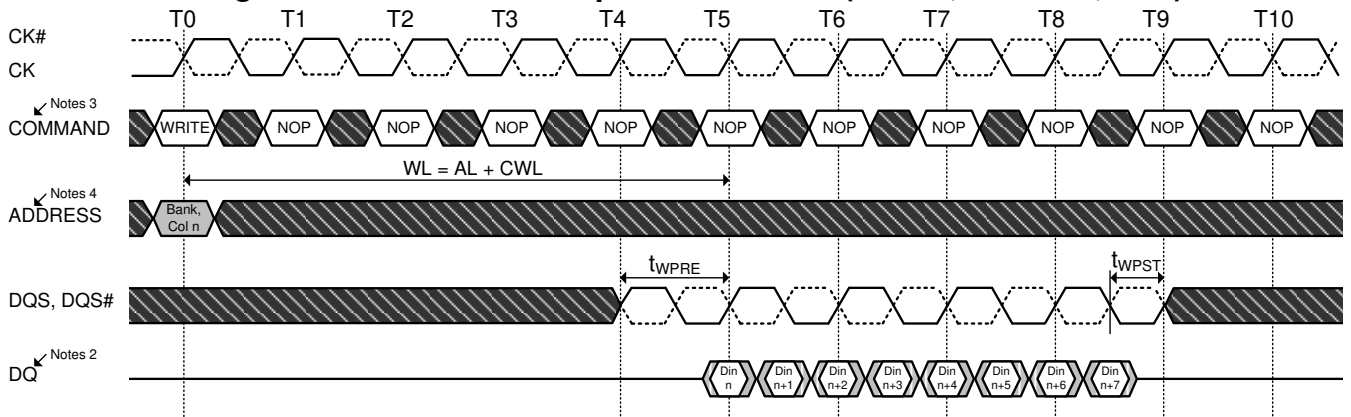 T0 T1 T2 T3 T4 T5 T6 T7 T8 T9 T10
CK#
CK
Notes 3
COMMAND WRITE NOP NOP NOP NOP NOP NOP NOP NOP NOP NOP
WL = AL + CWL
Notes 4
ADDRESS Bank,
Col n
tWPRE tWPST
DQS, DQS#
Notes 2
DQ Din Din Din Din Din Din Din Din
n n+1 n+2 n+3 n+4 n+5 n+6 n+7